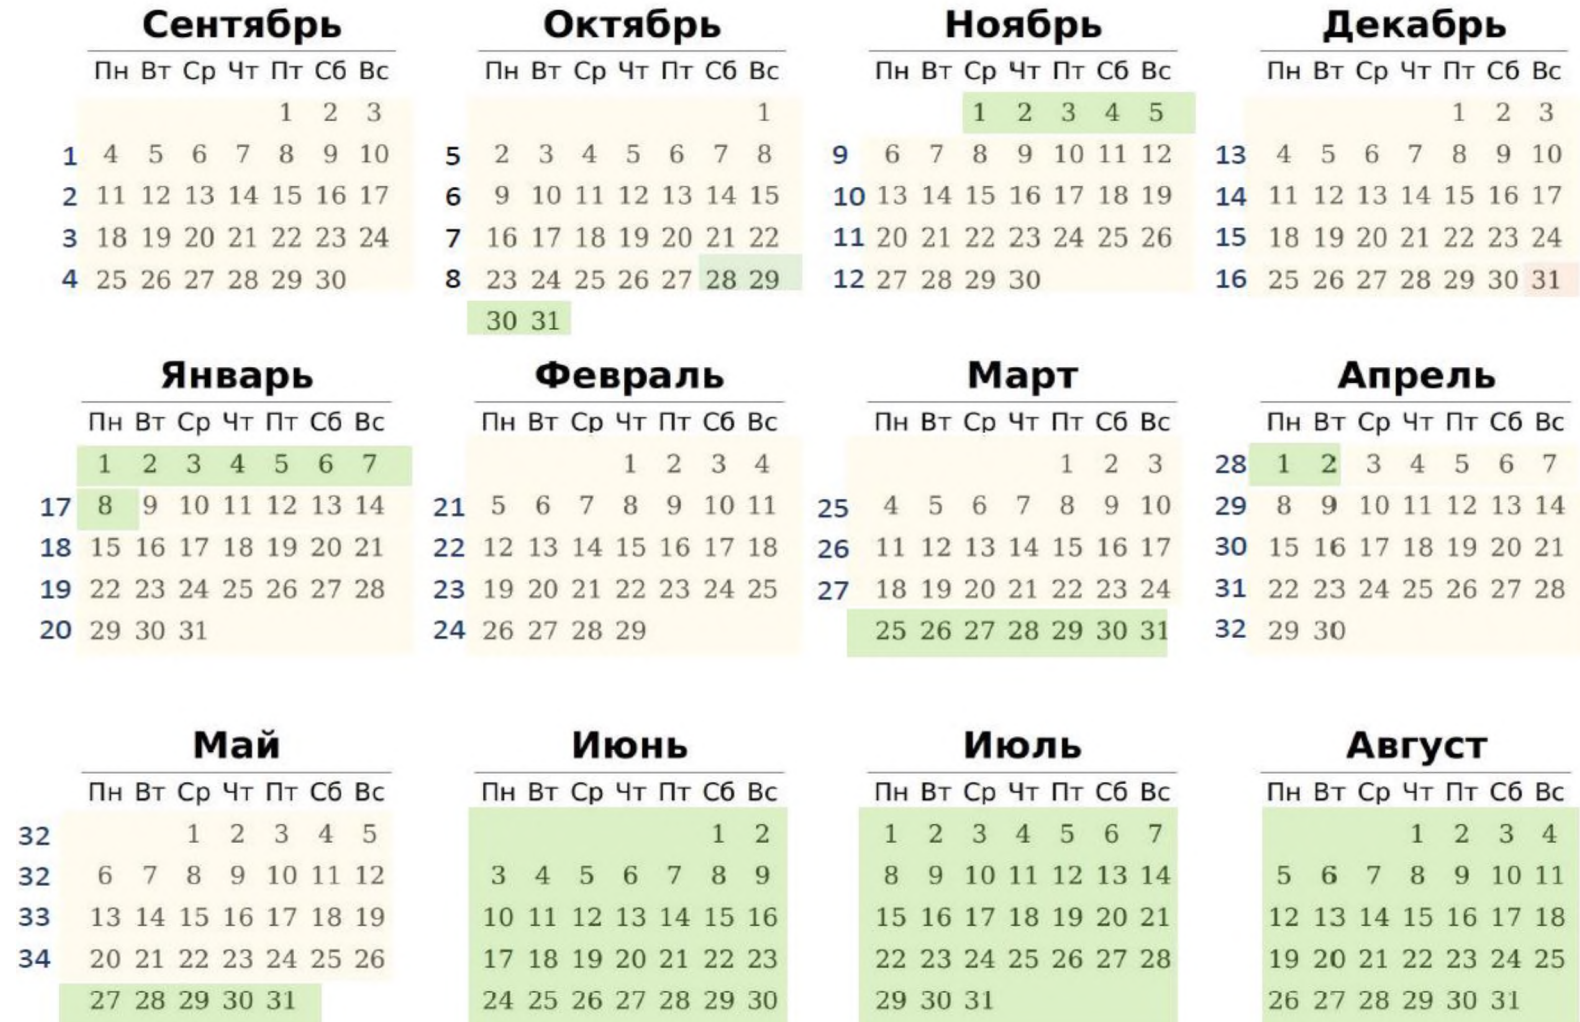 Сентябрь Октябрь Ноябрь Декабрь
Пн Вт Ср Чт Пт Сб Вс Пн Вт Ср Чт Пт Сб Вс Пн Вт Ср Чт Пт Сб Вс Пн Вт Ср Чт Пт Сб Вс
1 2 3 1 1 2 3 4 5 1 2 3
1 4 5 6 7 8 9 10 5 2 3 4 5 6 7 8 9 6 7 8 9 10 11 12 13 4 5 6 7 8 9 10
2 11 12 13 14 15 16 17 6 9 10 11 12 13 14 15 10 13 14 15 16 17 18 19 14 11 12 13 14 15 16 17
3 18 19 20 21 22 23 24 7 16 17 18 19 20 21 22 11 20 21 22 23 24 25 26 15 18 19 20 21 22 23 24
4 25 26 27 28 29 30 8 23 24 25 26 27 28 29 12 27 28 29 30 16 25 26 27 28 29 30 31
30 31
Январь Февраль Март Апрель
Пн Вт Ср Чт Пт Сб Вс Пн Вт Ср Чт Пт Сб Вс Пн Вт Ср Чт Пт Сб Вс Пн Вт Ср Чт Пт Сб Вс
1 2 3 4 5 6 7 1 2 3 4 1 2 3 28 1 2 3 4 5 6 7
17 8 9 10 11 12 13 14 21 5 6 7 8 9 10 11 25 4 5 6 7 8 9 10 29 8 9 10 11 12 13 14
18 15 16 17 18 19 20 21 22 12 13 14 15 16 17 18 26 11 12 13 14 15 16 17 30 15 16 17 18 19 20 21
19 22 23 24 25 26 27 28 23 19 20 21 22 23 24 25 27 18 19 20 21 22 23 24 31 22 23 24 25 26 27 28
20 29 30 31 24 26 27 28 29 25 26 27 28 29 30 31 32 29 30
Май Июнь Июль Август
Пн Вт Ср Чт Пт Сб Вс Пн Вт Ср Чт Пт Сб Вс Пн Вт Ср Чт Пт Сб Вс Пн Вт Ср Чт Пт Сб Вс
32 1 2 3 4 5 1 2 1 2 3 4 5 6 7 1 2 3 4
32 6 7 8 9 10 11 12 3 4 5 6 7 8 9 8 9 10 11 12 13 14 5 6 7 8 9 10 11
33 13 14 15 16 17 18 19 10 11 12 13 14 15 16 15 16 17 18 19 20 21 12 13 14 15 16 17 18
34 20 21 22 23 24 25 26 17 18 19 20 21 22 23 22 23 24 25 26 27 28 19 20 21 22 23 24 25
27 28 29 30 31 24 25 26 27 28 29 30 29 30 31 26 27 28 29 30 31